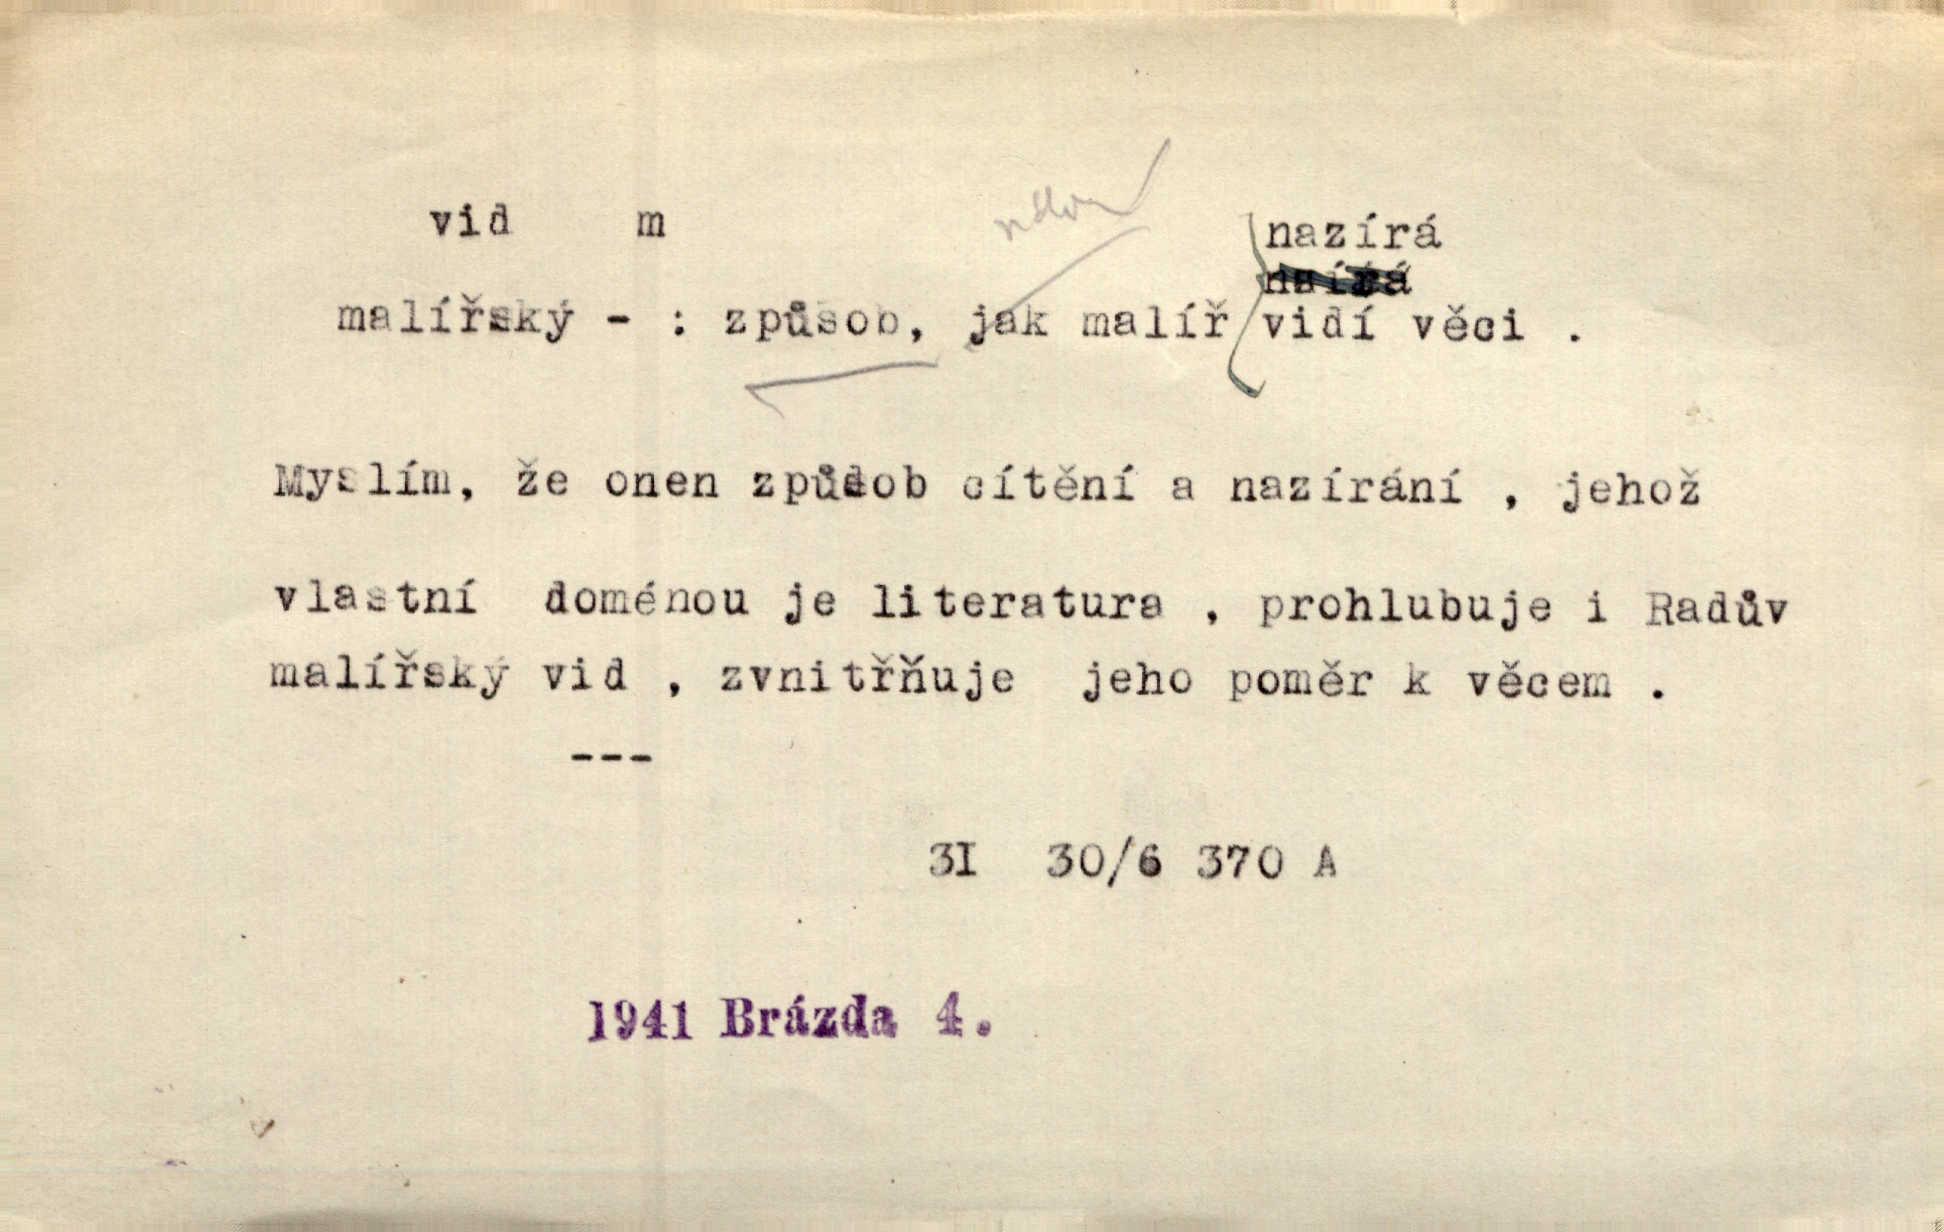 vid m
nazírá
malířský - : způsob, jak malíř vidí věci .
Myslím, že onen způsob cítění a nazírání , jehož
vlastní doménou je literatura , prohlubuje i Radův
malířský vid , zvnitřňuje jeho poměr k věcem .
---
3I 30/6 370 A
1941 Brázda 4.